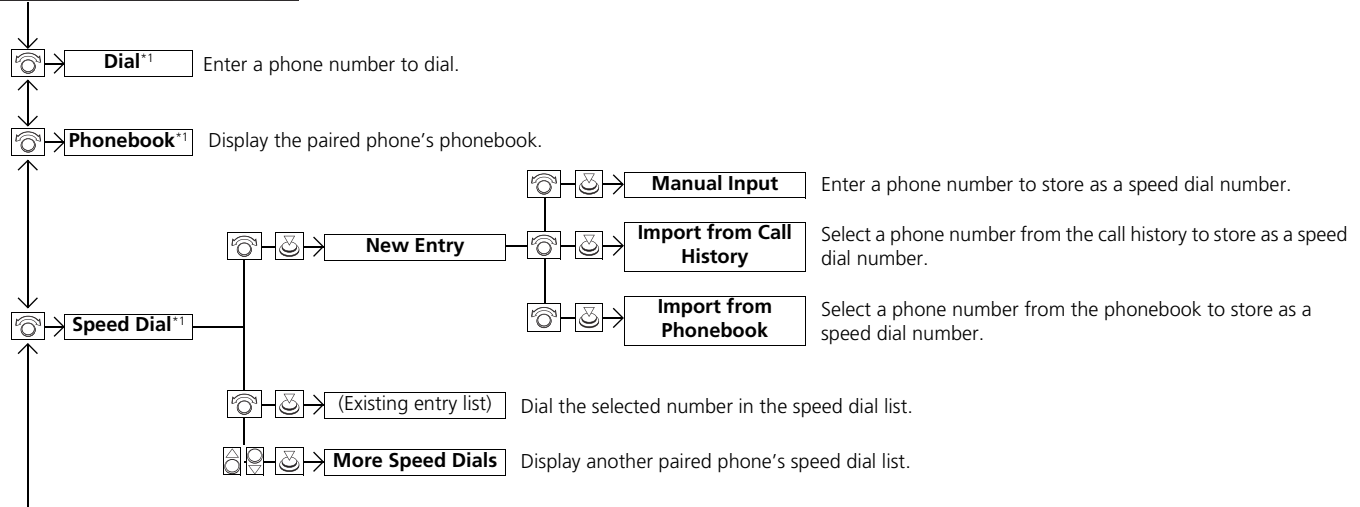 Dial*1
Enter a phone number to dial.
Phonebook*1
Display the paired phone’s phonebook.
Manual Input
Enter a phone number to store as a speed dial number.
New Entry
Import from Call
History
Select a phone number from the call history to store as a speed
dial number.
Speed Dial*1
Import from
Phonebook
Select a phone number from the phonebook to store as a
speed dial number.
(Existing entry list)
Dial the selected number in the speed dial list.
More Speed Dials
Display another paired phone’s speed dial list.